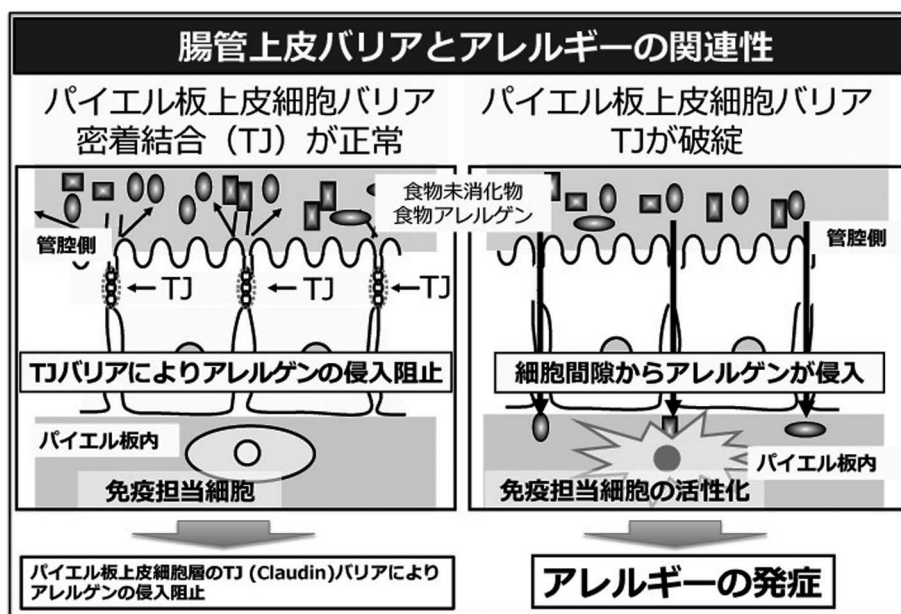 腸管上皮バリアとアレルギーの関連性
パイエル板上皮細胞バリア
密着結合（TJ）が正常
食物未消化物
食物アレルゲン
管腔側
TJ
TJ
TJ
TJバリアによりアレルゲンの侵入阻止
パイエル板内
免疫担当細胞
パイエル板上皮細胞層のTJ (Claudin)バリアにより
アレルゲンの侵入阻止
パイエル板上皮細胞バリア
TJが破綻
管腔側
細胞間隙からアレルゲンが侵入
パイエル板内
免疫担当細胞の活性化
アレルギーの発症